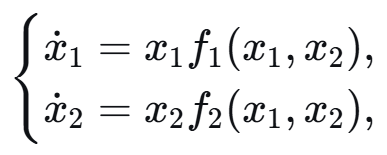 ẋ₁ = x₁f₁(x₁, x₂),
ẋ₂ = x₂f₂(x₁, x₂),